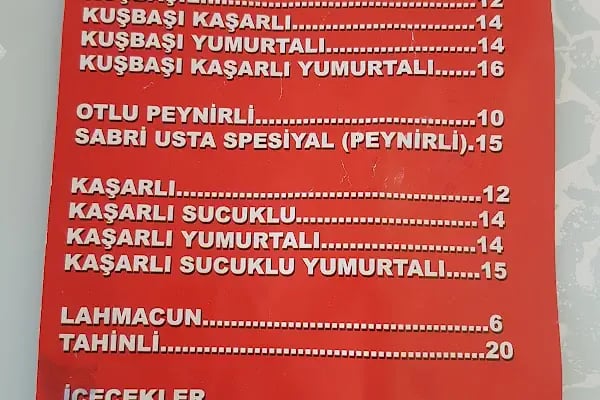 12
KUŞBAŞI KAŞARLI 14
KUŞBAŞI YUMURTALI 14
KUŞBAŞI KAŞARLI YUMURTALI......16
OTLU PEYNİRLİ 10
SABRİ USTA SPESİYAL (PEYNİRLİ).15
KAŞARLI 12
KAŞARLI SUCUKLU 14
KAŞARLI YUMURTALI 14
KAŞARLI SUCUKLU YUMURTALI.....15
LAHMACUN 6
TAHİNLİ 20
İÇECEKLER